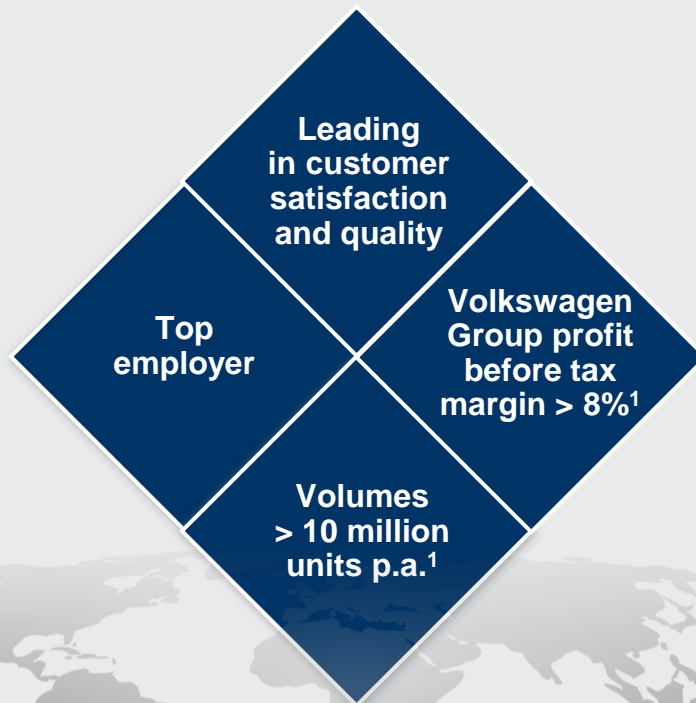 Leading
in customer
satisfaction
and quality
Top
employer
Volkswagen
Group profit
before tax
margin > 8%¹
Volumes
> 10 million
units p.a.¹